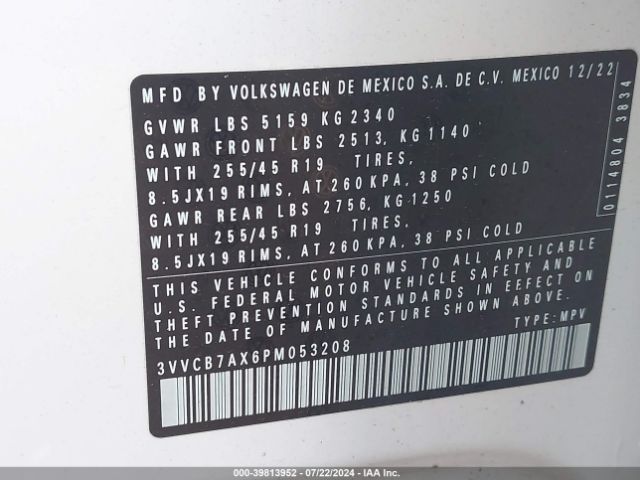 MFD BY VOLKSWAGEN DE MEXICO S.A. DE C.V. MEXICO 12/22
GVWR LBS 5159 KG 2340
GAWR FRONT LBS 2513, KG 1140
WITH 255/45 R19 TIRES,
8.5JX19 RIMS, AT 260 KPA, 38 PSI COLD
GAWR REAR LBS 2756, KG 1250
WITH 255/45 R19 TIRES,
8.5JX19 RIMS, AT 260 KPA, 38 PSI COLD
0114804 3834
THIS VEHICLE CONFORMS TO ALL APPLICABLE
U.S. FEDERAL MOTOR VEHICLE SAFETY AND
THEFT PREVENTION STANDARDS IN EFFECT ON
THE DATE OF MANUFACTURE SHOWN ABOVE.
3VVCB7AX6PM053208 TYPE: MPV
000-39813952 - 07/22/2024 - IAA Inc.